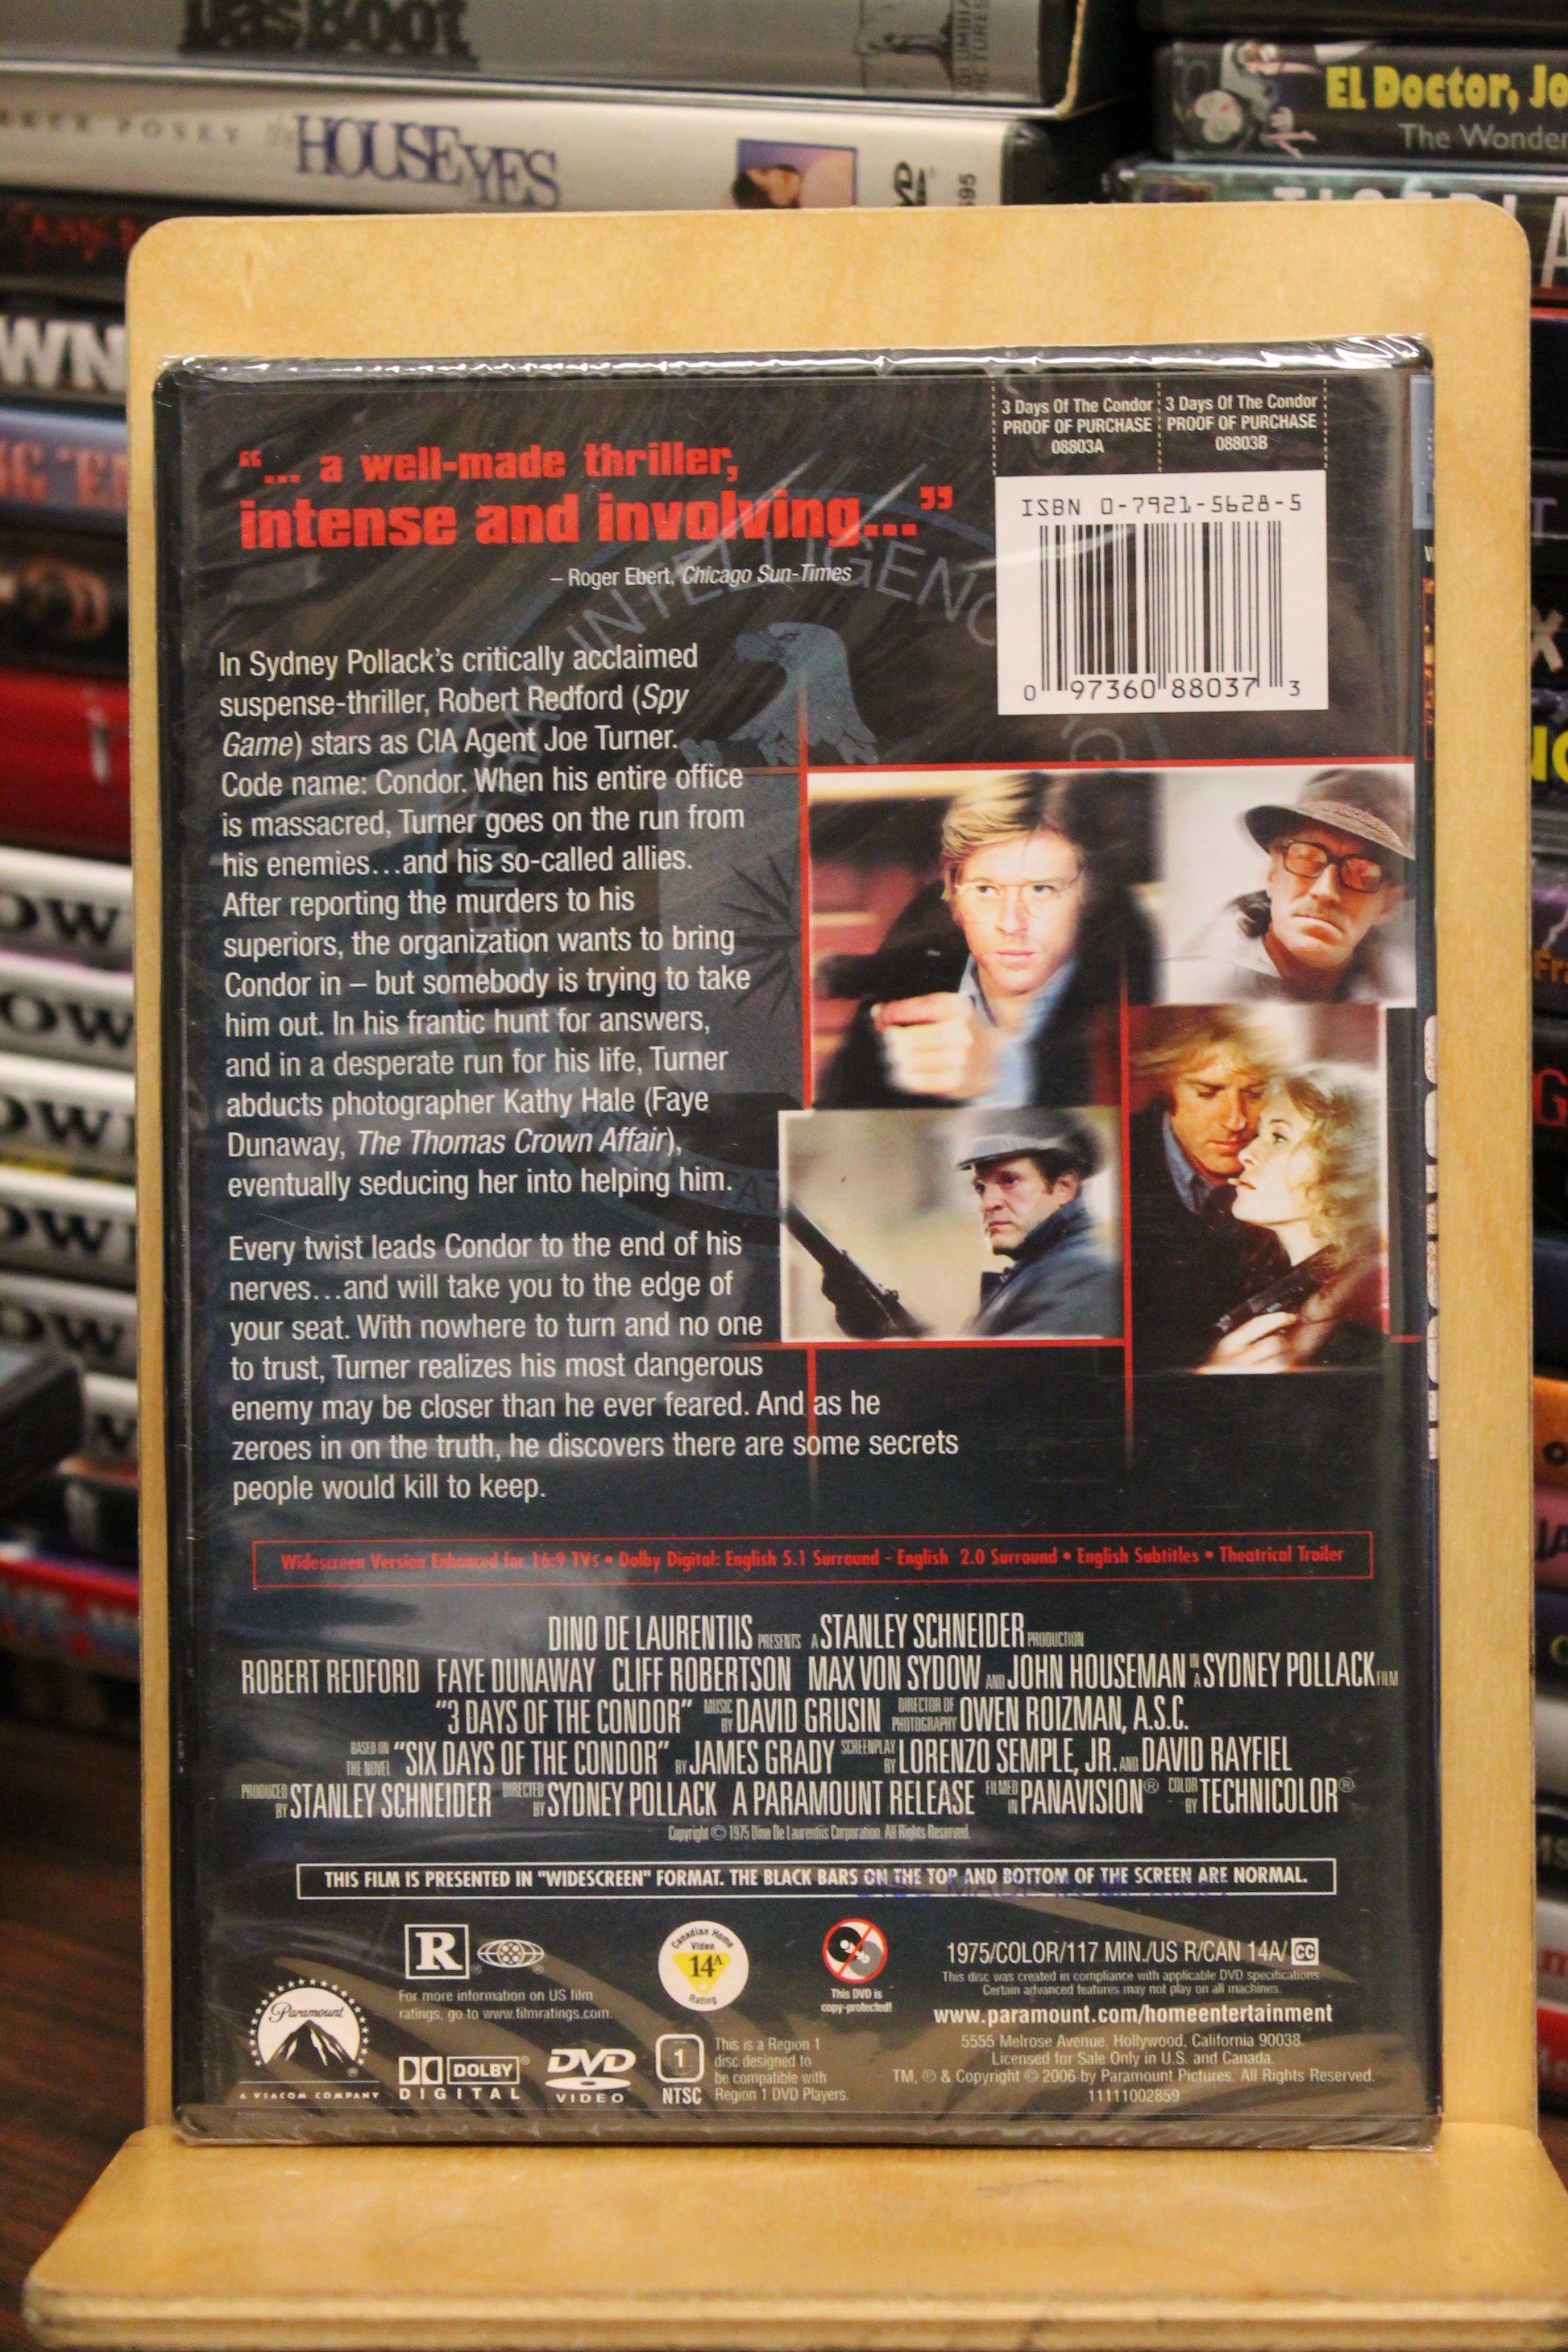 Das Boot
COLUMBIA
PICTURES
POSEY the HOUSE YES
DVD
EL Doctor, Jo
The Wonder
3 Days Of The Condor
PROOF OF PURCHASE
08803A
3 Days Of The Condor
PROOF OF PURCHASE
08803B
“... a well-made thriller,
intense and involving...”
– Roger Ebert, Chicago Sun-Times
ISBN 0-7921-5628-5
0 97360 88037 3
In Sydney Pollack’s critically acclaimed
suspense-thriller, Robert Redford (Spy
Game) stars as CIA Agent Joe Turner.
Code name: Condor. When his entire office
is massacred, Turner goes on the run from
his enemies…and his so-called allies.
After reporting the murders to his
superiors, the organization wants to bring
Condor in – but somebody is trying to take
him out. In his frantic hunt for answers,
and in a desperate run for his life, Turner
abducts photographer Kathy Hale (Faye
Dunaway, The Thomas Crown Affair),
eventually seducing her into helping him.
Every twist leads Condor to the end of his
nerves…and will take you to the edge of
your seat. With nowhere to turn and no one
to trust, Turner realizes his most dangerous
enemy may be closer than he ever feared. And as he
zeroes in on the truth, he discovers there are some secrets
people would kill to keep.
Widescreen Version Enhanced for 16:9 TVs • Dolby Digital: English 5.1 Surround - English 2.0 Surround • English Subtitles • Theatrical Trailer
DINO DE LAURENTIIS PRESENTS A STANLEY SCHNEIDER PRODUCTION
ROBERT REDFORD FAYE DUNAWAY CLIFF ROBERTSON MAX VON SYDOW AND JOHN HOUSEMAN IN A SYDNEY POLLACK FILM
“3 DAYS OF THE CONDOR” MUSIC BY DAVID GRUSIN DIRECTOR OF PHOTOGRAPHY OWEN ROIZMAN, A.S.C.
BASED ON THE NOVEL “SIX DAYS OF THE CONDOR” BY JAMES GRADY SCREENPLAY BY LORENZO SEMPLE, JR. AND DAVID RAYFIEL
PRODUCED BY STANLEY SCHNEIDER DIRECTED BY SYDNEY POLLACK A PARAMOUNT RELEASE FILMED IN PANAVISION® COLOR BY TECHNICOLOR®
Copyright © 1975 Dino De Laurentiis Corporation. All Rights Reserved.
THIS FILM IS PRESENTED IN "WIDESCREEN" FORMAT. THE BLACK BARS ON THE TOP AND BOTTOM OF THE SCREEN ARE NORMAL.
R
For more information on US film
ratings, go to www.filmratings.com.
Canadian Home
Video
14A
Rating
This DVD is
copy-protected!
1975/COLOR/117 MIN./US R/CAN 14A/ CC
This disc was created in compliance with applicable DVD specifications
Certain advanced features may not play on all machines.
www.paramount.com/homeentertainment
5555 Melrose Avenue, Hollywood, California 90038.
Licensed for Sale Only in U.S. and Canada.
TM, ® & Copyright © 2006 by Paramount Pictures. All Rights Reserved.
11111002859
Paramount
A VIACOM COMPANY
DOLBY
DIGITAL
DVD
VIDEO
1
NTSC
This is a Region 1
disc designed to
be compatible with
Region 1 DVD Players.